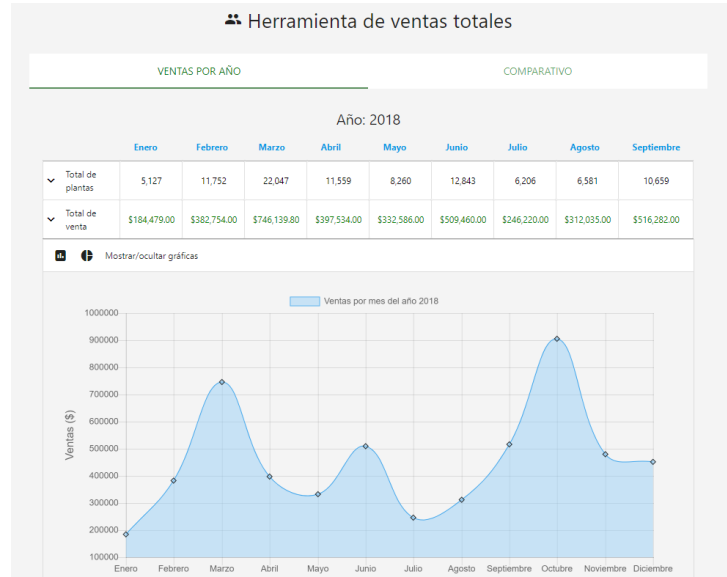 Herramienta de ventas totales
VENTAS POR AÑO COMPARATIVO
Año: 2018
Enero Febrero Marzo Abril Mayo Junio Julio Agosto Septiembre
Total de plantas 5,127 11,752 22,047 11,559 8,260 12,843 6,206 6,581 10,659
Total de venta $184,479.00 $382,754.00 $746,139.80 $397,534.00 $332,586.00 $509,460.00 $246,220.00 $312,035.00 $516,282.00
Mostrar/ocultar gráficas
Ventas por mes del año 2018
Ventas ($)
1000000
900000
800000
700000
600000
500000
400000
300000
200000
100000
Enero Febrero Marzo Abril Mayo Junio Julio Agosto Septiembre Octubre Noviembre Diciembre